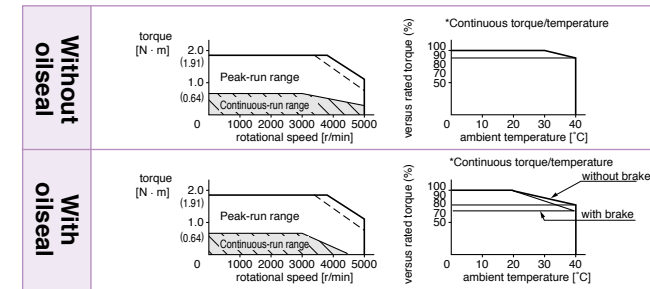 Without
oilseal
torque
[N · m]
2.0
(1.91)
1.0
(0.64)
Peak-run range
Continuous-run range
0 1000 2000 3000 4000 5000
rotational speed [r/min]
*Continuous torque/temperature
versus rated torque (%)
100
90
80
70
50
0 10 20 30 40
ambient temperature [˚C]
With
oilseal
torque
[N · m]
2.0
(1.91)
1.0
(0.64)
Peak-run range
Continuous-run range
0 1000 2000 3000 4000 5000
rotational speed [r/min]
*Continuous torque/temperature
versus rated torque (%)
100
90
80
70
50
without brake
with brake
0 10 20 30 40
ambient temperature [˚C]